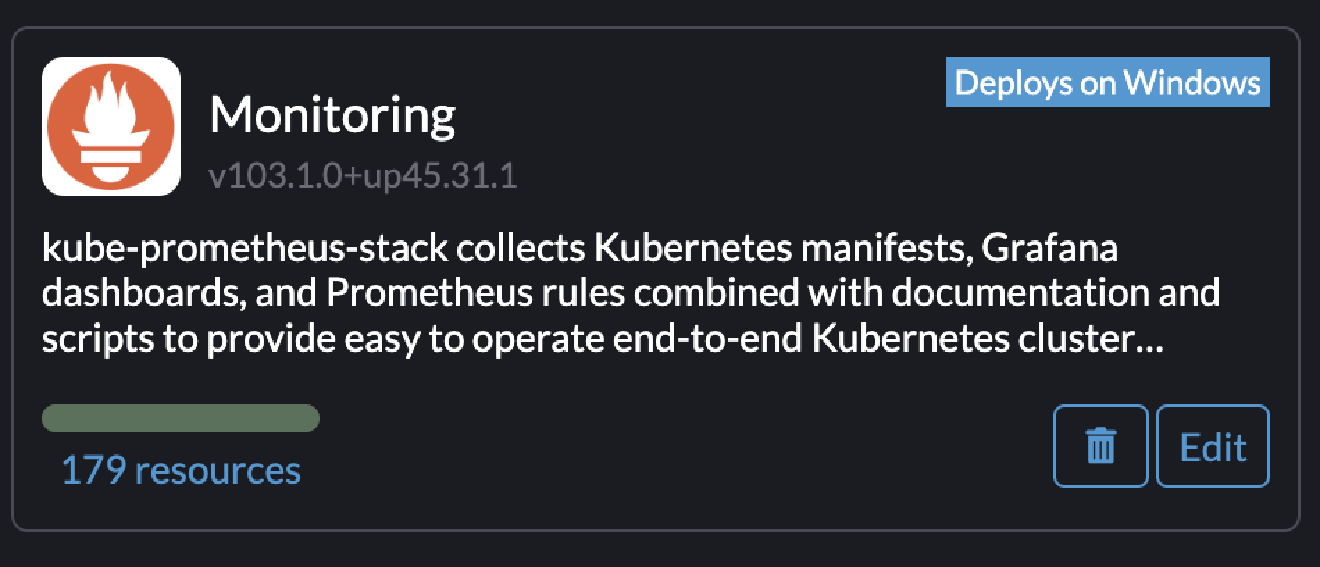 Monitoring
Deploys on Windows
v103.1.0+up45.31.1
kube-prometheus-stack collects Kubernetes manifests, Grafana
dashboards, and Prometheus rules combined with documentation and
scripts to provide easy to operate end-to-end Kubernetes cluster...
179 resources
Edit